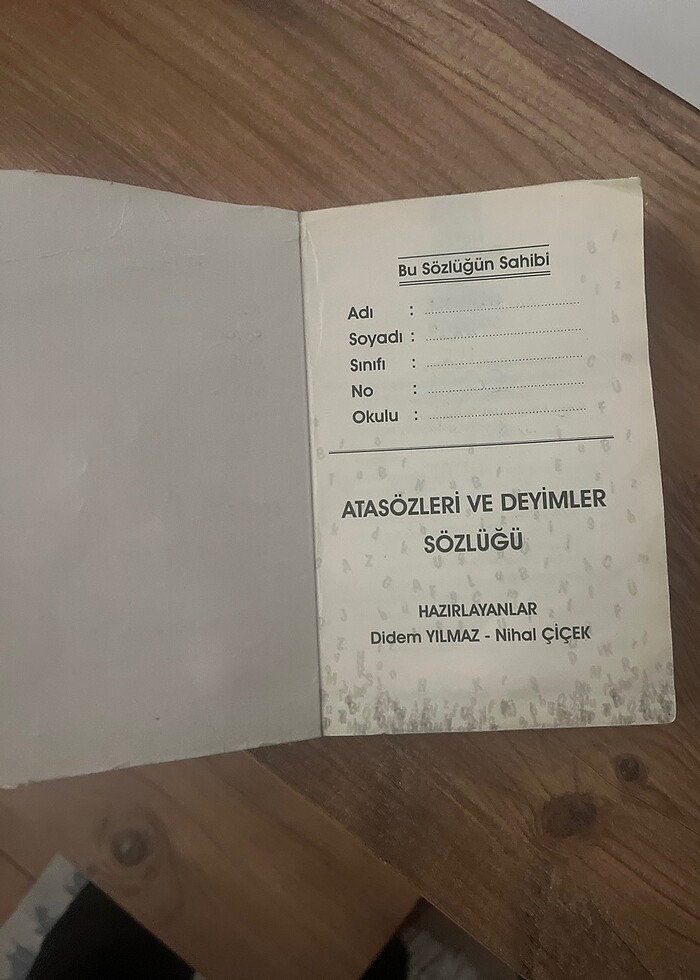 Bu Sözlüğün Sahibi
Adı : ........................................
Soyadı : ........................................
Sınıfı : ........................................
No : ........................................
Okulu : ........................................
ATASÖZLERİ VE DEYİMLER
SÖZLÜĞÜ
HAZIRLAYANLAR
Didem YILMAZ - Nihal ÇİÇEK